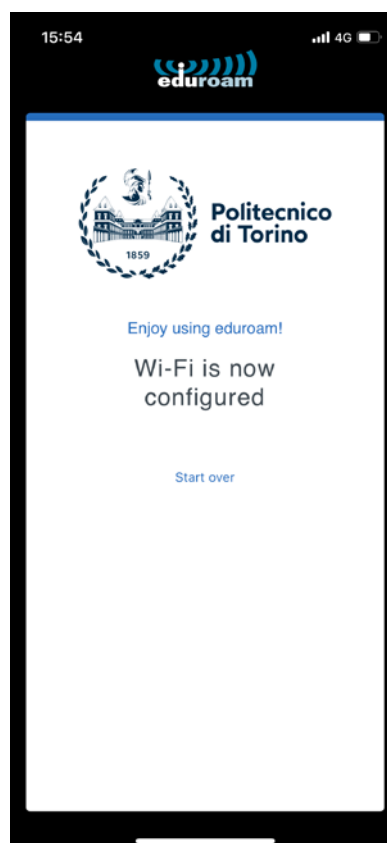 15:54
4G
eduroam
Politecnico
di Torino
1859
Enjoy using eduroam!
Wi-Fi is now
configured
Start over